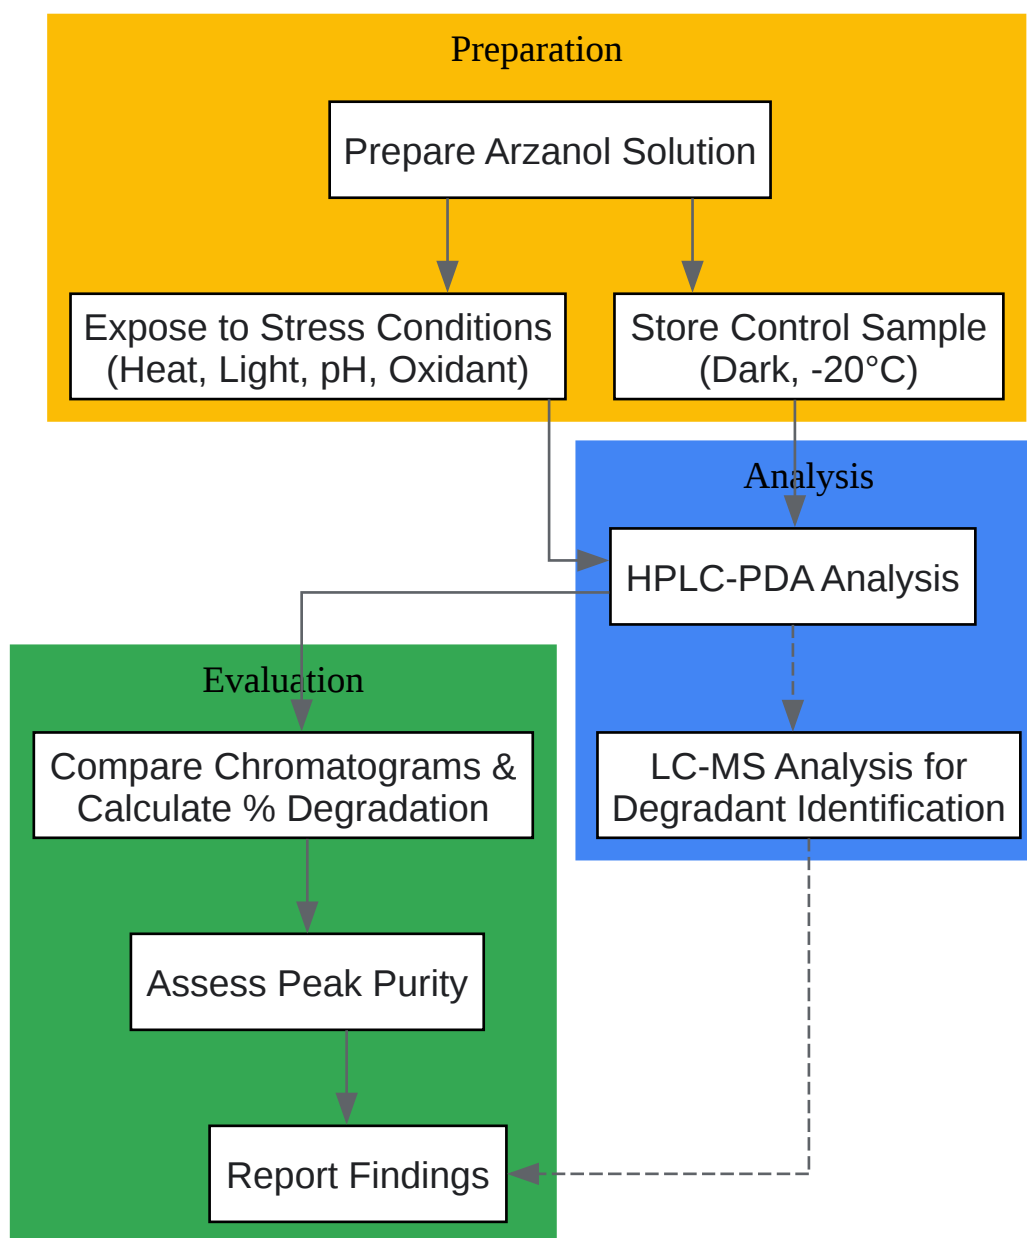 Preparation
Prepare Arzanol Solution
Expose to Stress Conditions
(Heat, Light, pH, Oxidant)
Store Control Sample
(Dark, -20°C)
Analysis
HPLC-PDA Analysis
Evaluation
Compare Chromatograms &
Calculate % Degradation
LC-MS Analysis for
Degradant Identification
Assess Peak Purity
Report Findings